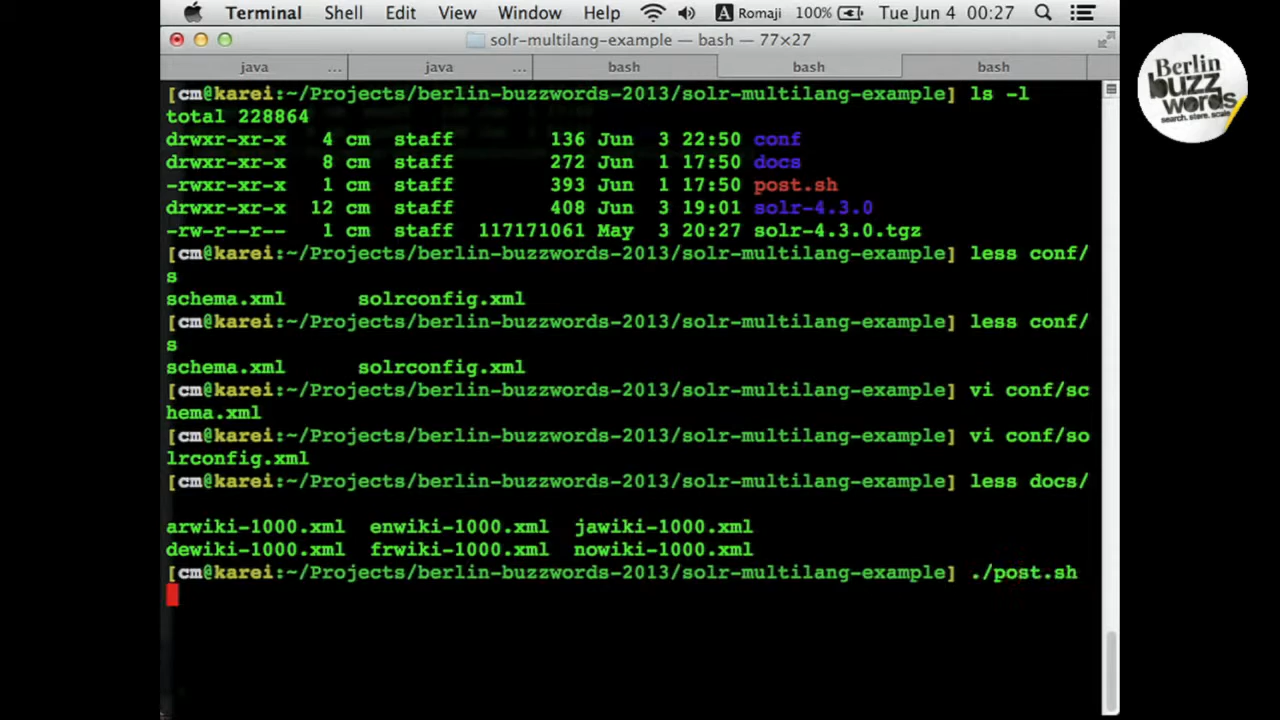 Terminal Shell Edit View Window Help A Romaji 100% Tue Jun 4 00:27
solr-multilang-example — bash — 77×27
java ... java ... bash bash bash
[cm@karei:~/Projects/berlin-buzzwords-2013/solr-multilang-example] ls -l
total 228864
drwxr-xr-x 4 cm staff 136 Jun 3 22:50 conf
drwxr-xr-x 8 cm staff 272 Jun 1 17:50 docs
-rwxr-xr-x 1 cm staff 393 Jun 1 17:50 post.sh
drwxr-xr-x 12 cm staff 408 Jun 3 19:01 solr-4.3.0
-rw-r--r-- 1 cm staff 117171061 May 3 20:27 solr-4.3.0.tgz
[cm@karei:~/Projects/berlin-buzzwords-2013/solr-multilang-example] less conf/
s
schema.xml solrconfig.xml
[cm@karei:~/Projects/berlin-buzzwords-2013/solr-multilang-example] less conf/
s
schema.xml solrconfig.xml
[cm@karei:~/Projects/berlin-buzzwords-2013/solr-multilang-example] vi conf/sc
hema.xml
[cm@karei:~/Projects/berlin-buzzwords-2013/solr-multilang-example] vi conf/so
lrconfig.xml
[cm@karei:~/Projects/berlin-buzzwords-2013/solr-multilang-example] less docs/
arwiki-1000.xml enwiki-1000.xml jawiki-1000.xml
dewiki-1000.xml frwiki-1000.xml nowiki-1000.xml
[cm@karei:~/Projects/berlin-buzzwords-2013/solr-multilang-example] ./post.sh
Berlin
buzz
words
search. store. scale.